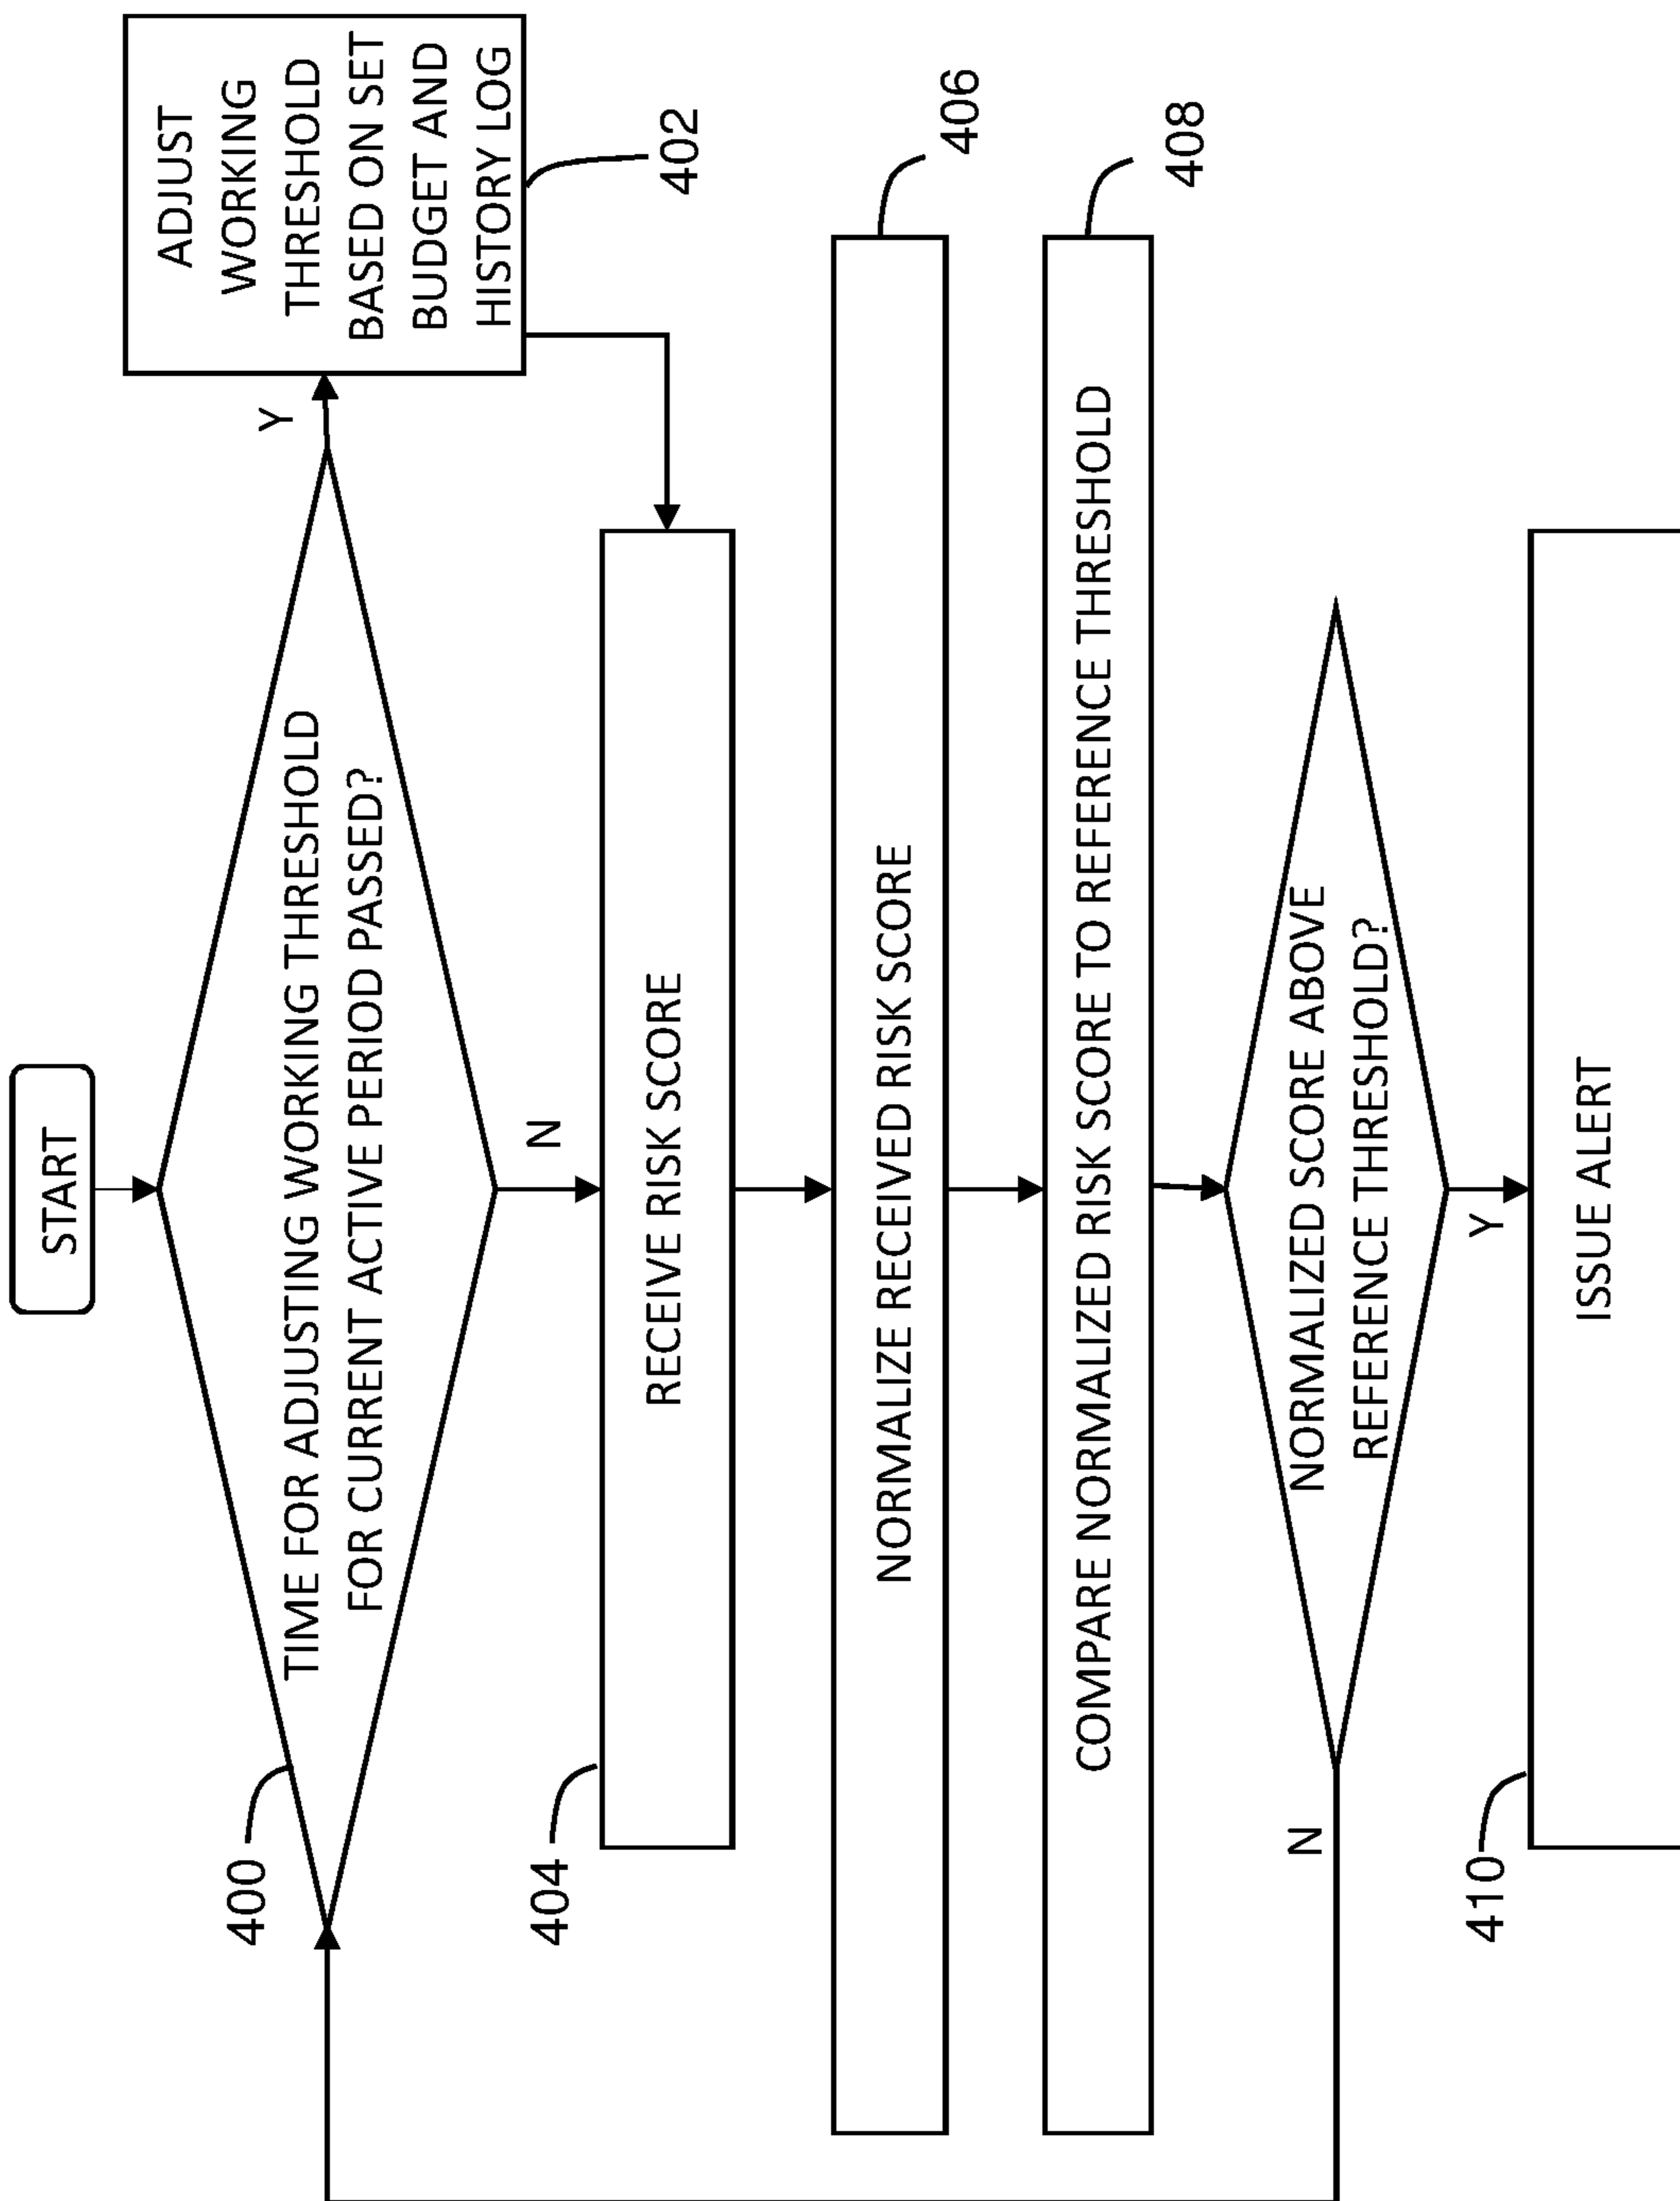 START
400
TIME FOR ADJUSTING WORKING THRESHOLD
FOR CURRENT ACTIVE PERIOD PASSED?
Y
ADJUST
WORKING
THRESHOLD
BASED ON SET
BUDGET AND
HISTORY LOG
402
N
404
RECEIVE RISK SCORE
NORMALIZE RECEIVED RISK SCORE
406
COMPARE NORMALIZED RISK SCORE TO REFERENCE THRESHOLD
408
N
NORMALIZED SCORE ABOVE
REFERENCE THRESHOLD?
Y
410
ISSUE ALERT